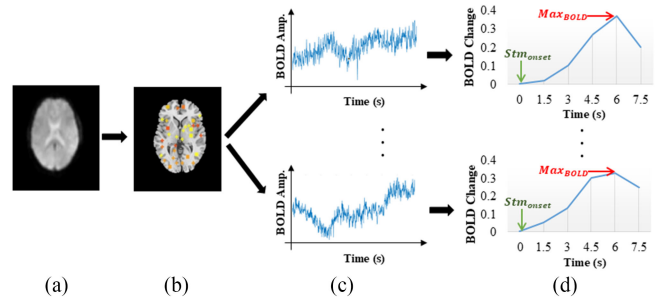 BOLD Amp.
Time (s)
BOLD Change
0.4
0.3
0.2
0.1
0
Max_BOLD
Stm_onset
0 1.5 3 4.5 6 7.5
Time (s)
BOLD Amp.
Time (s)
BOLD Change
0.4
0.3
0.2
0.1
0
Max_BOLD
Stm_onset
0 1.5 3 4.5 6 7.5
Time (s)
(a) (b) (c) (d)